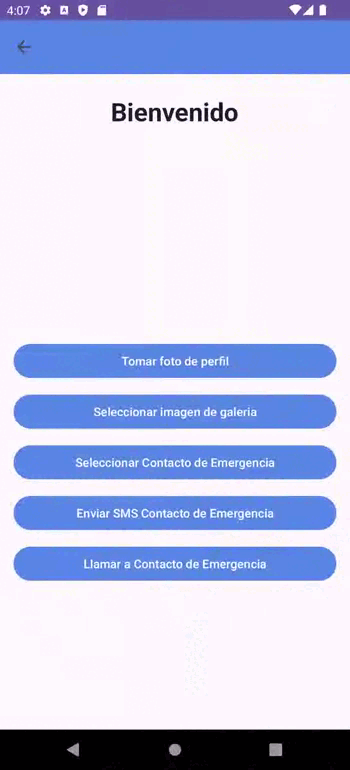 4:07
Bienvenido
Tomar foto de perfil
Seleccionar imagen de galeria
Seleccionar Contacto de Emergencia
Enviar SMS Contacto de Emergencia
Llamar a Contacto de Emergencia